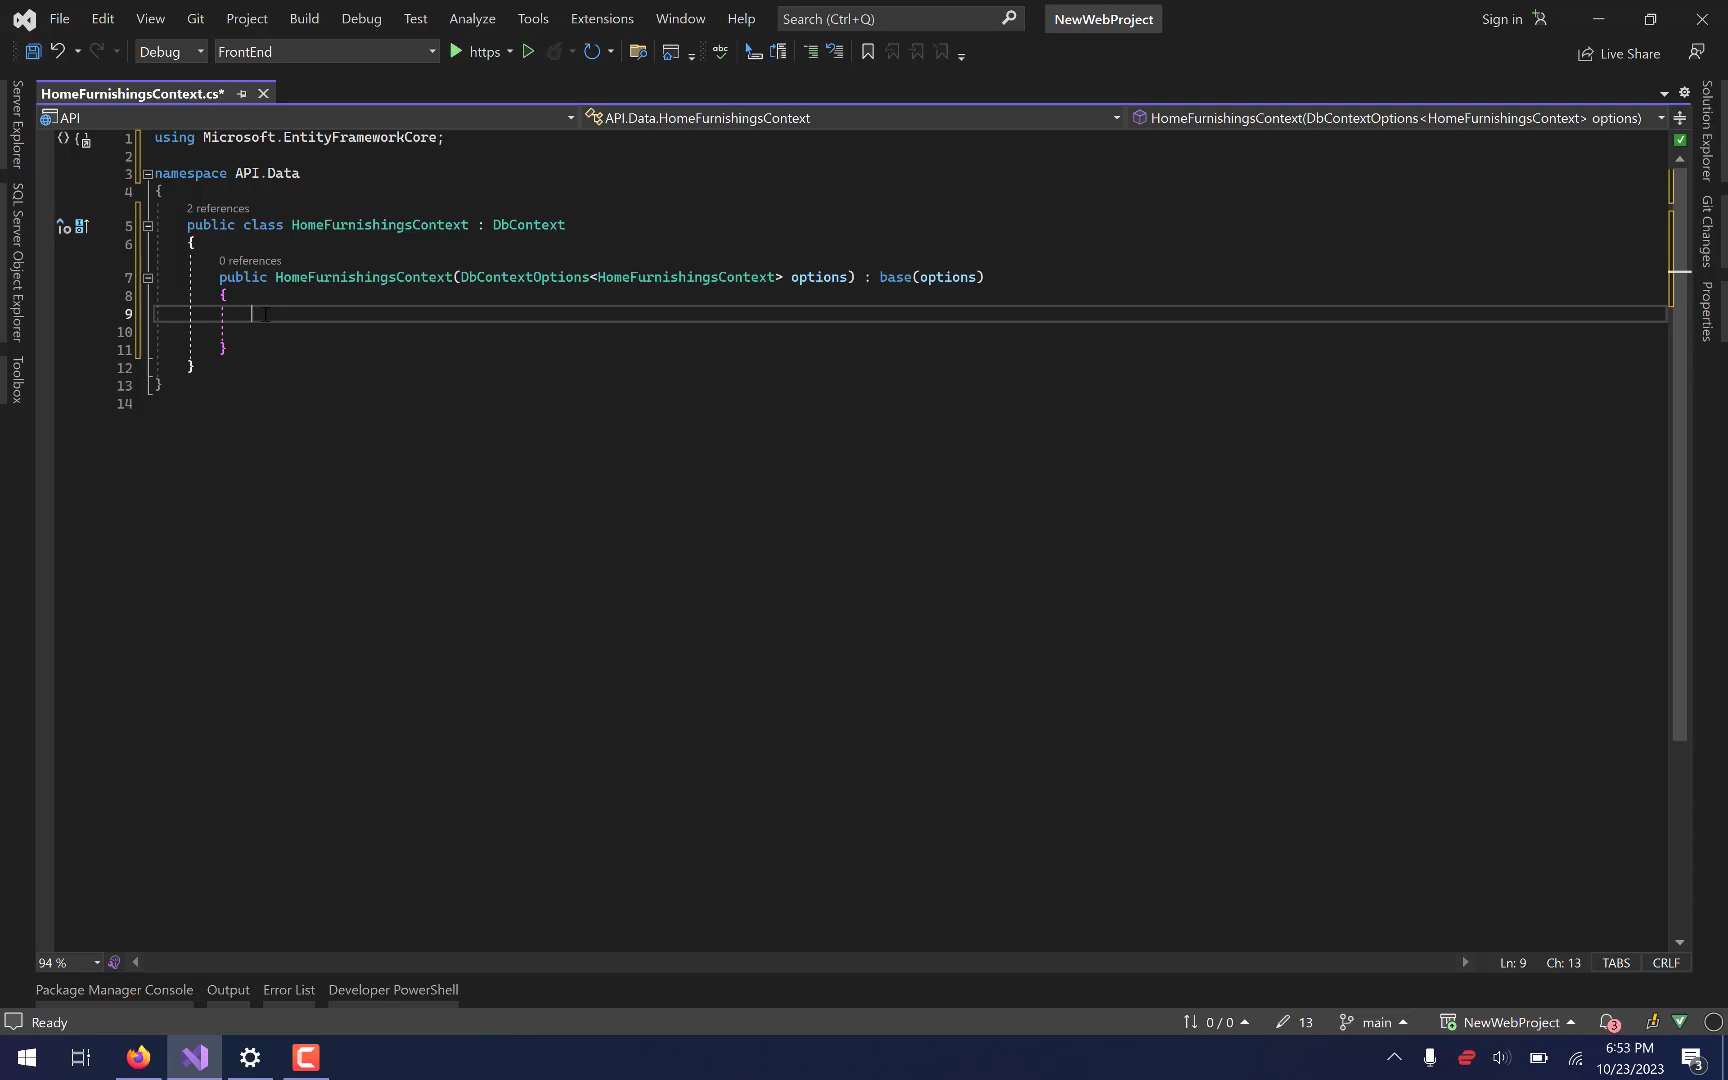 File Edit View Git Project Build Debug Test Analyze Tools Extensions Window Help Search (Ctrl+Q) NewWebProject Sign in
Debug FrontEnd https abc Live Share
HomeFurnishingsContext.cs*
API API.Data.HomeFurnishingsContext HomeFurnishingsContext(DbContextOptions<HomeFurnishingsContext> options)
Server Explorer
SQL Server Object Explorer
Toolbox
1 using Microsoft.EntityFrameworkCore;
2
3 namespace API.Data
4 {
2 references
5 public class HomeFurnishingsContext : DbContext
6 {
0 references
7 public HomeFurnishingsContext(DbContextOptions<HomeFurnishingsContext> options) : base(options)
8 {
9
10
11 }
12 }
13 }
14
Solution Explorer
Git Changes
Properties
94 % Ln: 9 Ch: 13 TABS CRLF
Package Manager Console Output Error List Developer PowerShell
Ready 0 / 0 13 main NewWebProject 3
6:53 PM
10/23/2023 3